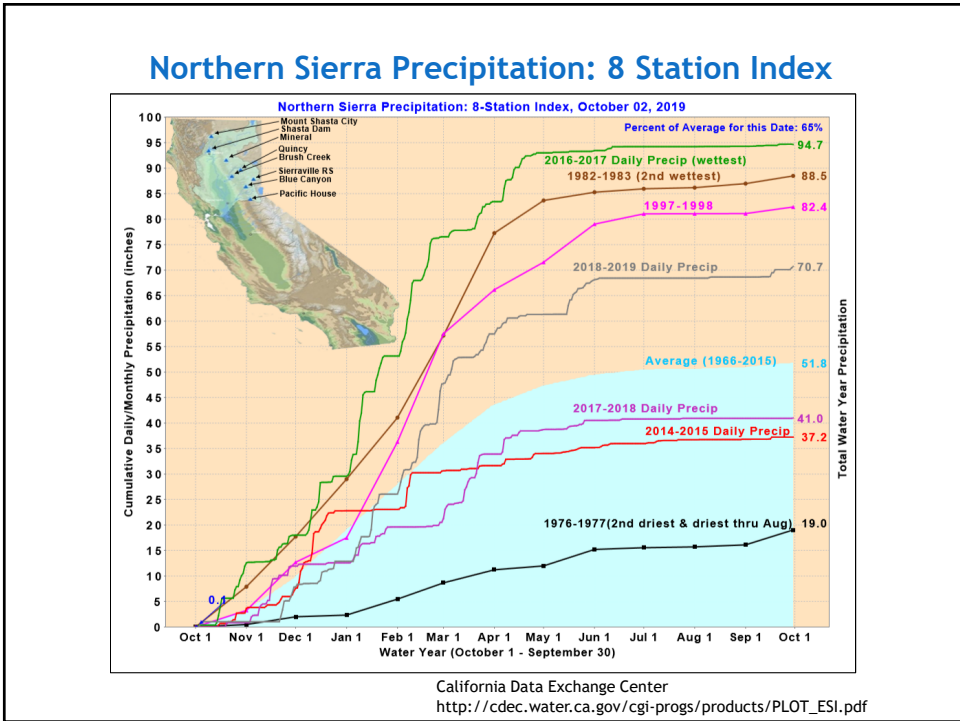 Northern Sierra Precipitation: 8 Station Index
Northern Sierra Precipitation: 8-Station Index, October 02, 2019
Percent of Average for this Date: 65%
Mount Shasta City
Shasta Dam
Mineral
Quincy
Brush Creek
Sierraville RS
Blue Canyon
Pacific House
Cumulative Daily/Monthly Precipitation (inches)
100
95
90
85
80
75
70
65
60
55
50
45
40
35
30
25
20
15
10
5
0
94.7
2016-2017 Daily Precip (wettest)
1982-1983 (2nd wettest)
88.5
1997-1998
82.4
2018-2019 Daily Precip
70.7
Average (1966-2015)
51.8
2017-2018 Daily Precip
41.0
2014-2015 Daily Precip
37.2
1976-1977(2nd driest & driest thru Aug)
19.0
0.1
Total Water Year Precipitation
Oct 1 Nov 1 Dec 1 Jan 1 Feb 1 Mar 1 Apr 1 May 1 Jun 1 Jul 1 Aug 1 Sep 1 Oct 1
Water Year (October 1 - September 30)
California Data Exchange Center
http://cdec.water.ca.gov/cgi-progs/products/PLOT_ESI.pdf